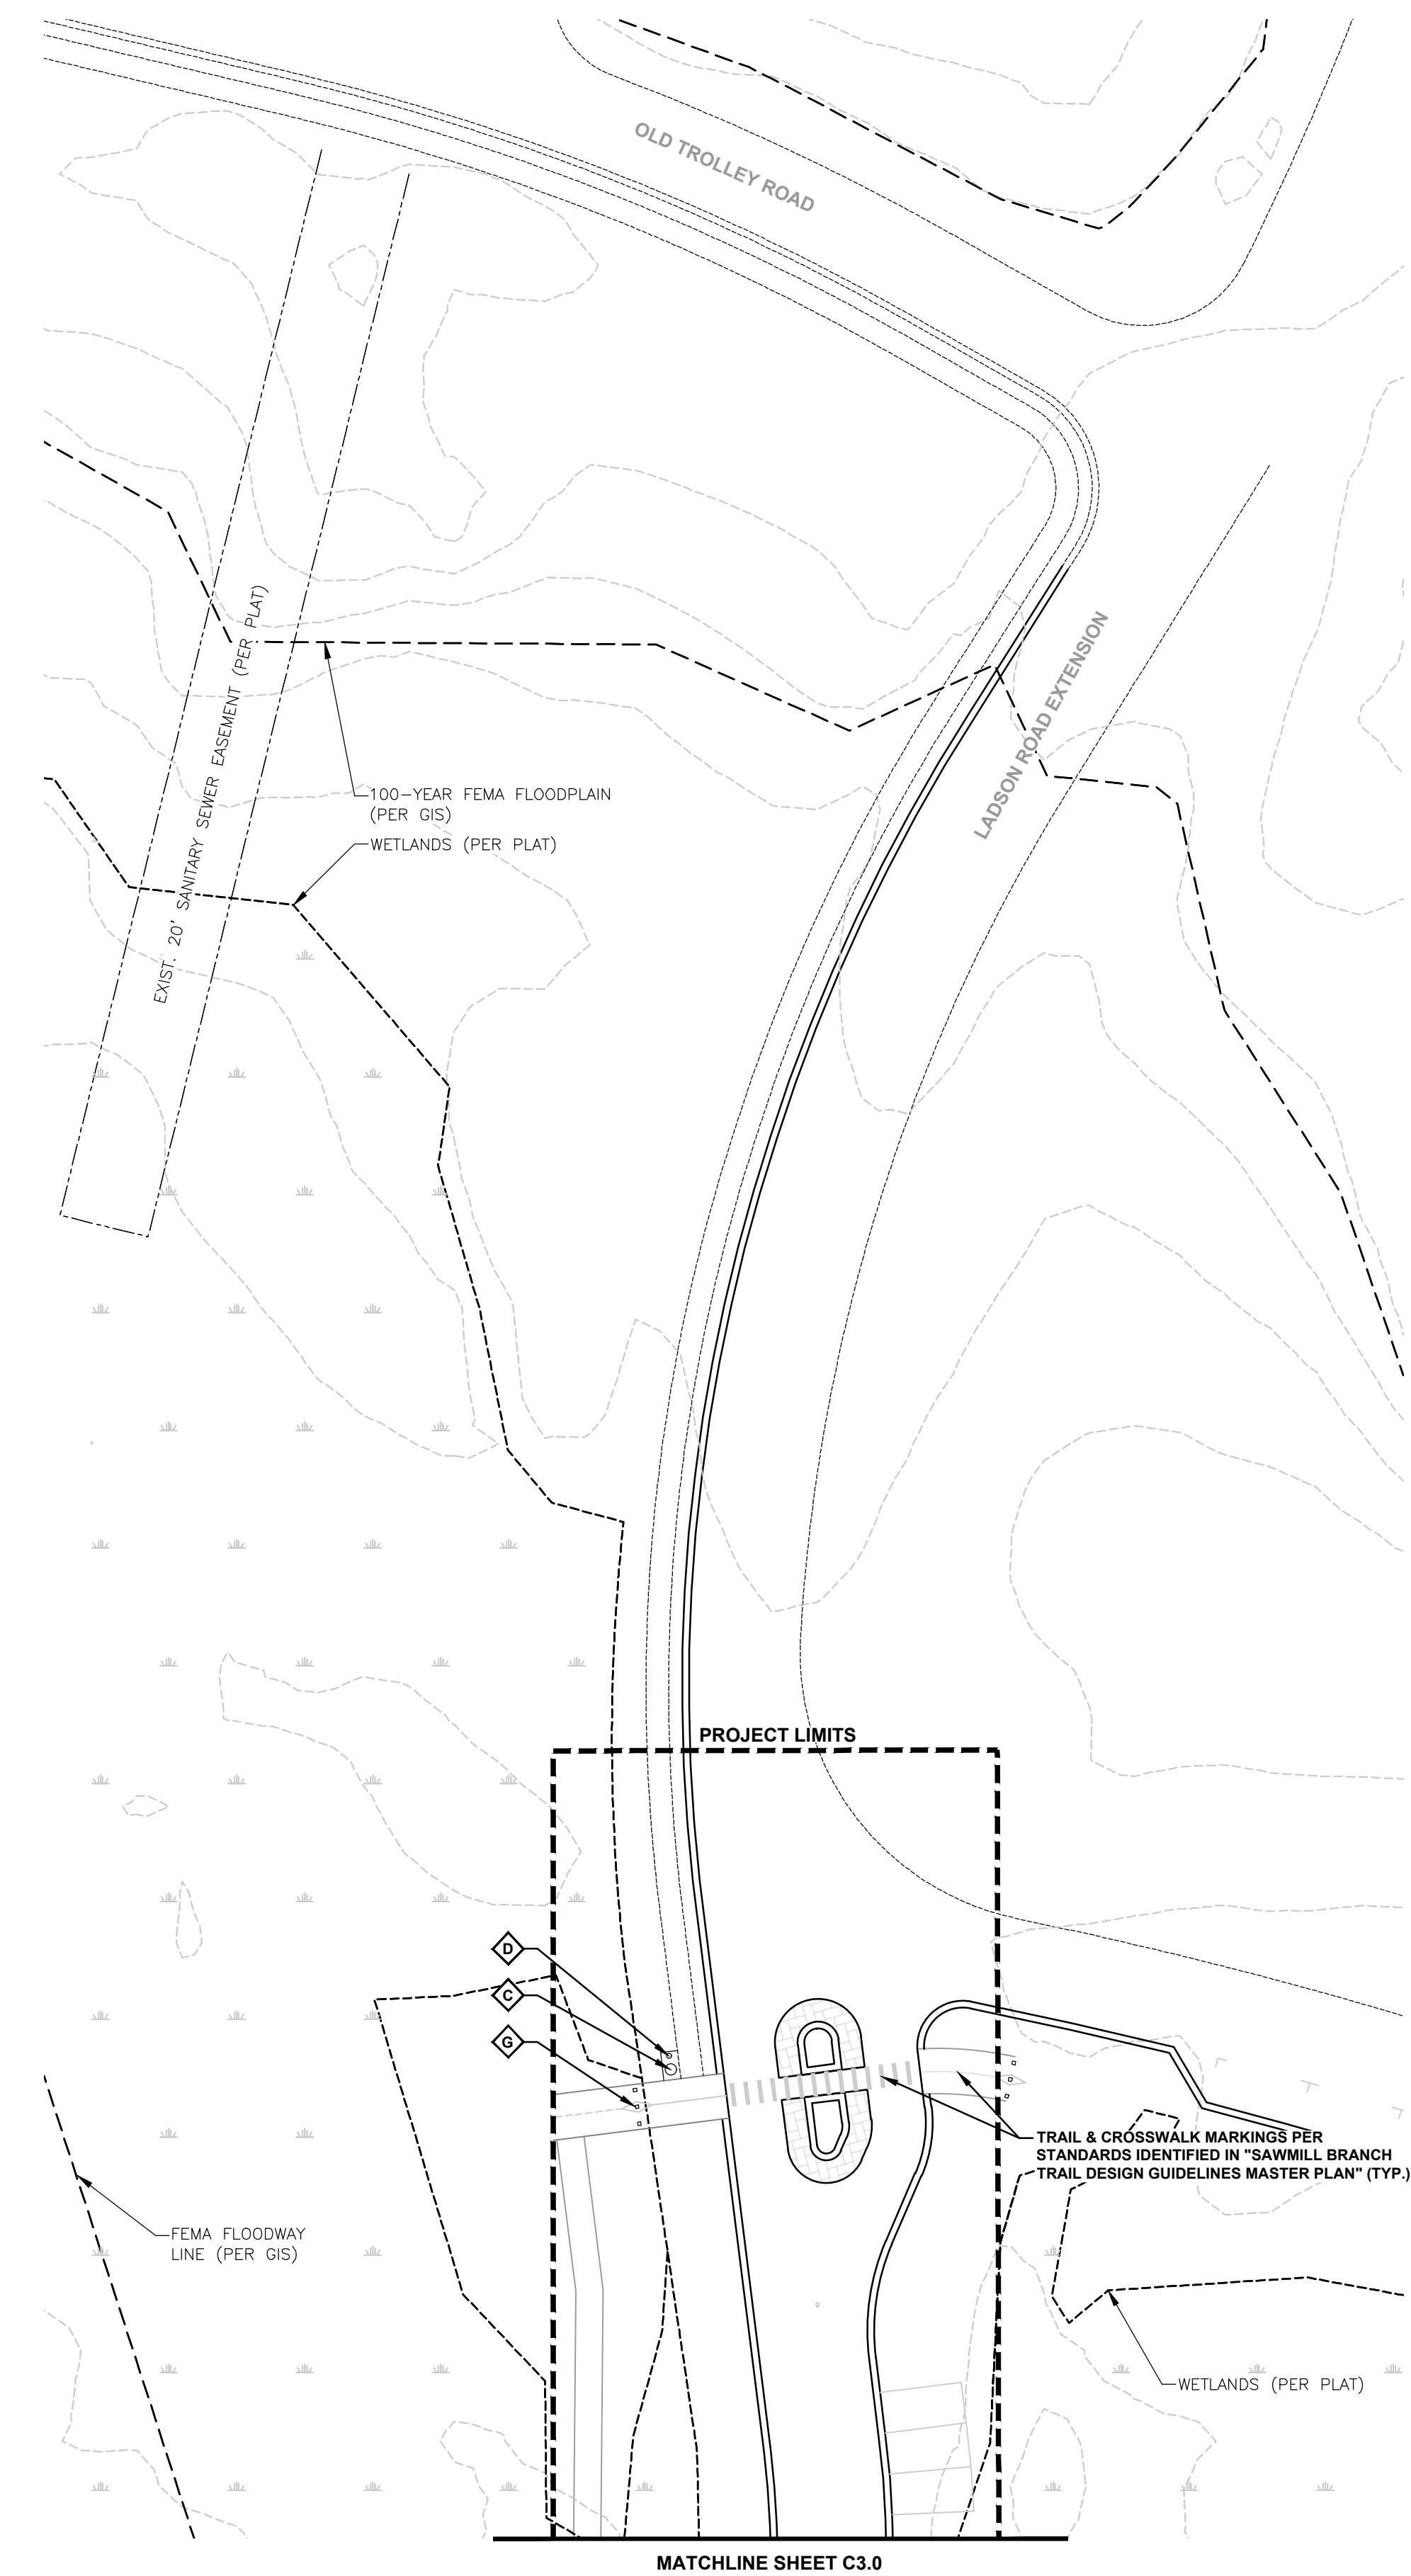 OLD TROLLEY ROAD
LADSON ROAD EXTENSION
EXIST. 20' SANITARY SEWER EASEMENT (PER PLAT)
100-YEAR FEMA FLOODPLAIN
(PER GIS)
WETLANDS (PER PLAT)
PROJECT LIMITS
D
C
G
TRAIL & CROSSWALK MARKINGS PER
STANDARDS IDENTIFIED IN "SAWMILL BRANCH
TRAIL DESIGN GUIDELINES MASTER PLAN" (TYP.)
FEMA FLOODWAY
LINE (PER GIS)
WETLANDS (PER PLAT)
MATCHLINE SHEET C3.0